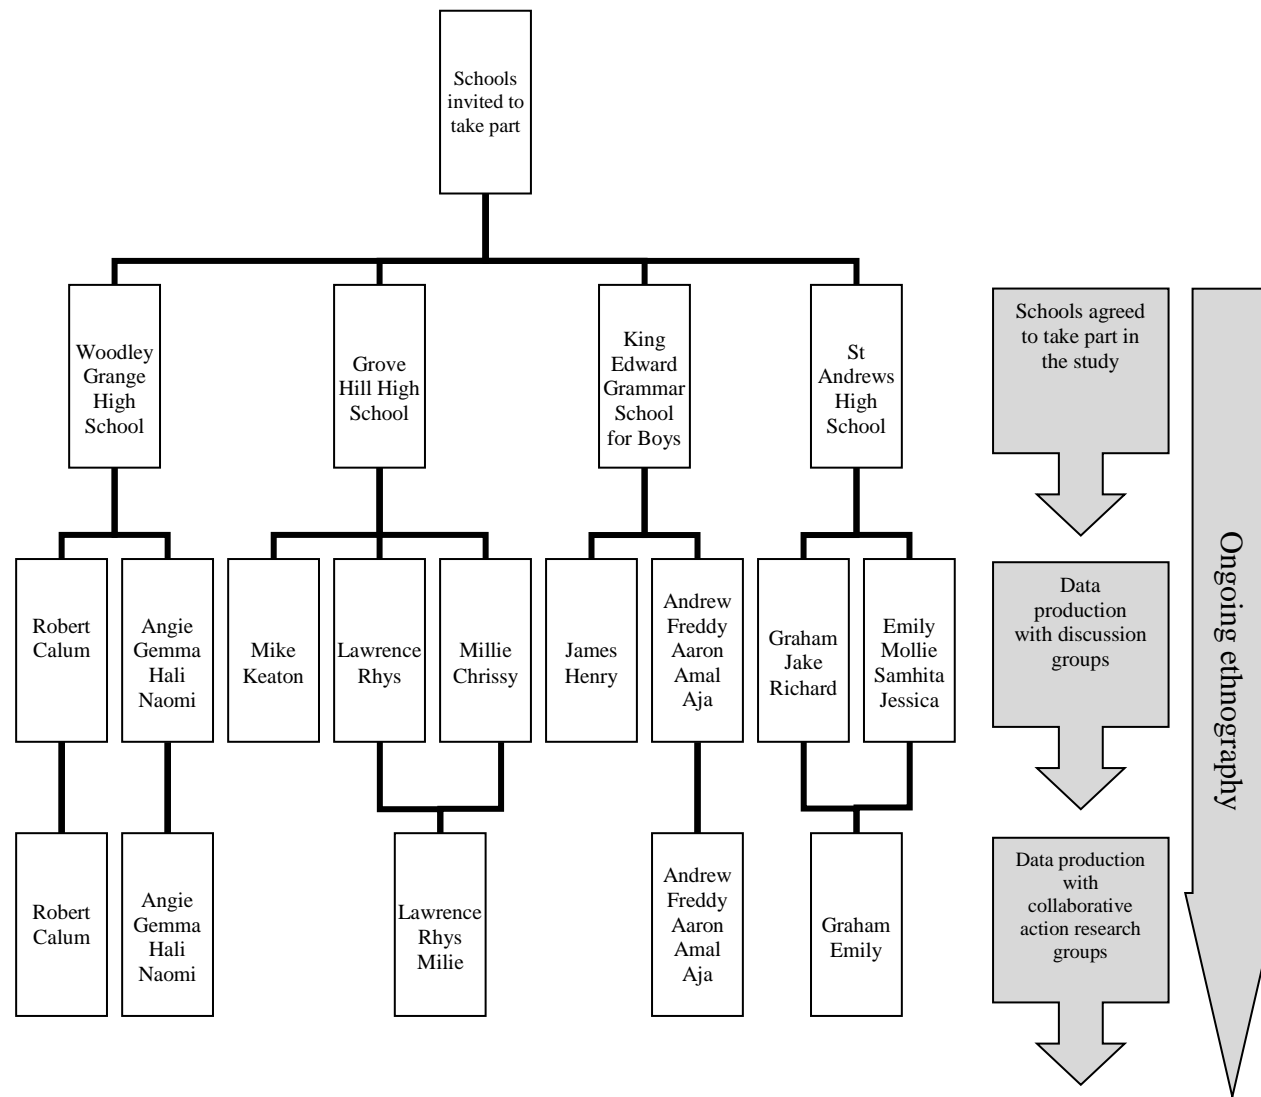 Schools
invited to
take part
Woodley
Grange
High
School
Grove
Hill High
School
King
Edward
Grammar
School
for Boys
St
Andrews
High
School
Schools agreed
to take part in
the study
Robert
Calum
Angie
Gemma
Hali
Naomi
Mike
Keaton
Lawrence
Rhys
Millie
Chrissy
James
Henry
Andrew
Freddy
Aaron
Amal
Aja
Graham
Jake
Richard
Emily
Mollie
Samhita
Jessica
Data
production
with discussion
groups
Robert
Calum
Angie
Gemma
Hali
Naomi
Lawrence
Rhys
Milie
Andrew
Freddy
Aaron
Amal
Aja
Graham
Emily
Data production
with
collaborative
action research
groups
Ongoing ethnography